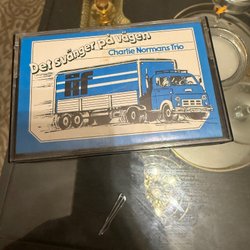 Det svänger på vägen
Charlie Normans Trio